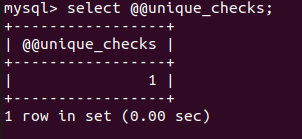 mysql> select @@unique_checks;
+-----------------+
| @@unique_checks |
+-----------------+
|               1 |
+-----------------+
1 row in set (0.00 sec)